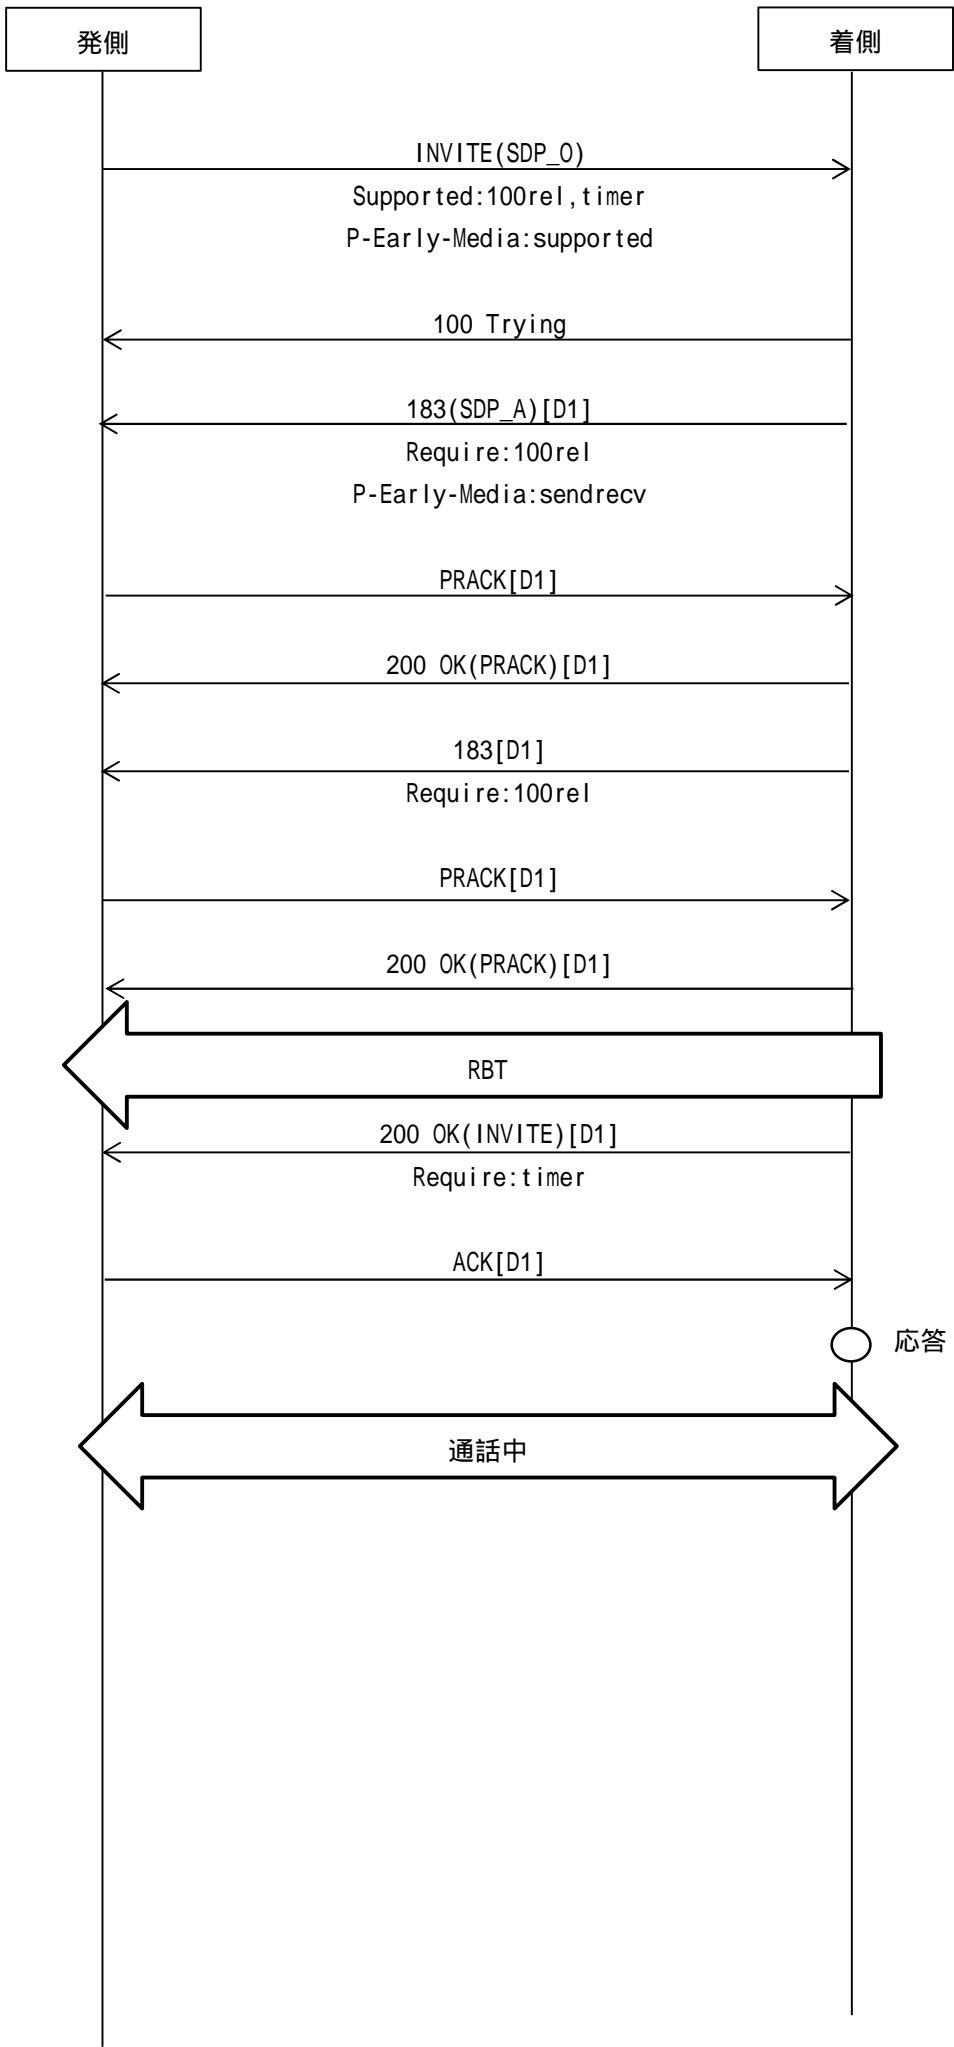 発側
着側
INVITE(SDP_O)
Supported:100rel,timer
P-Early-Media:supported
100 Trying
183(SDP_A)[D1]
Require:100rel
P-Early-Media:sendrecv
PRACK[D1]
200 OK(PRACK)[D1]
183[D1]
Require:100rel
PRACK[D1]
200 OK(PRACK)[D1]
RBT
200 OK(INVITE)[D1]
Require:timer
ACK[D1]
応答
通話中